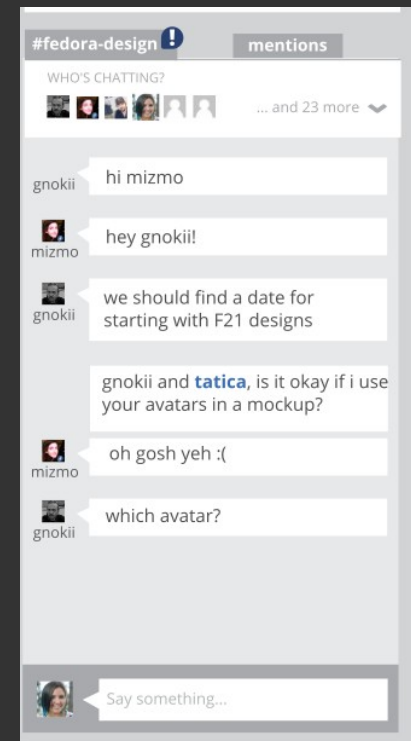 #fedora-design !
mentions
WHO'S CHATTING?
... and 23 more
gnokii
hi mizmo
hey gnokii!
mizmo
we should find a date for
gnokii
starting with F21 designs
gnokii and tatica, is it okay if i use
your avatars in a mockup?
oh gosh yeh :(
mizmo
which avatar?
gnokii
Say something...